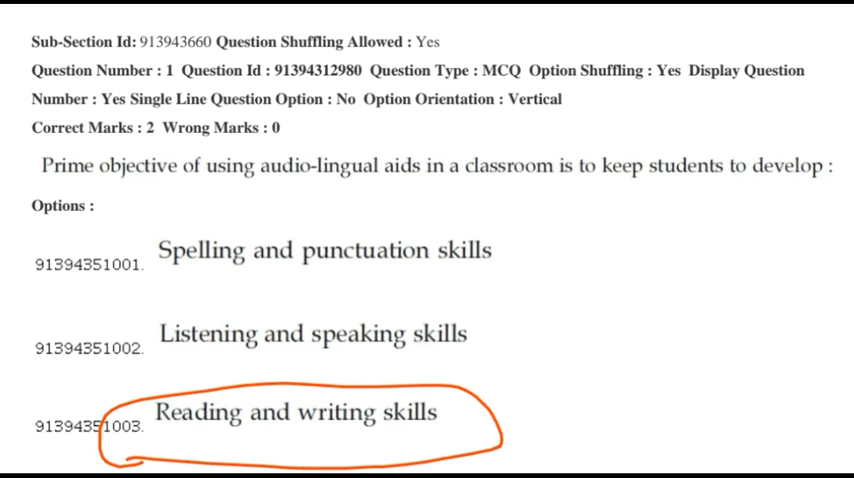 Sub-Section Id: 913943660 Question Shuffling Allowed : Yes
Question Number : 1 Question Id : 91394312980 Question Type : MCQ Option Shuffling : Yes Display Question
Number : Yes Single Line Question Option : No Option Orientation : Vertical
Correct Marks : 2 Wrong Marks : 0
Prime objective of using audio-lingual aids in a classroom is to keep students to develop :
Options :
91394351001. Spelling and punctuation skills
91394351002. Listening and speaking skills
91394351003. Reading and writing skills